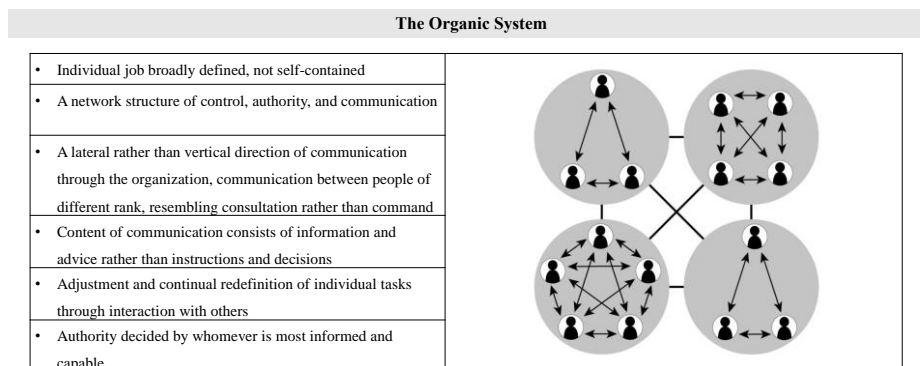 The Organic System
• Individual job broadly defined, not self-contained
• A network structure of control, authority, and communication
• A lateral rather than vertical direction of communication
through the organization, communication between people of
different rank, resembling consultation rather than command
• Content of communication consists of information and
advice rather than instructions and decisions
• Adjustment and continual redefinition of individual tasks
through interaction with others
• Authority decided by whomever is most informed and
capable